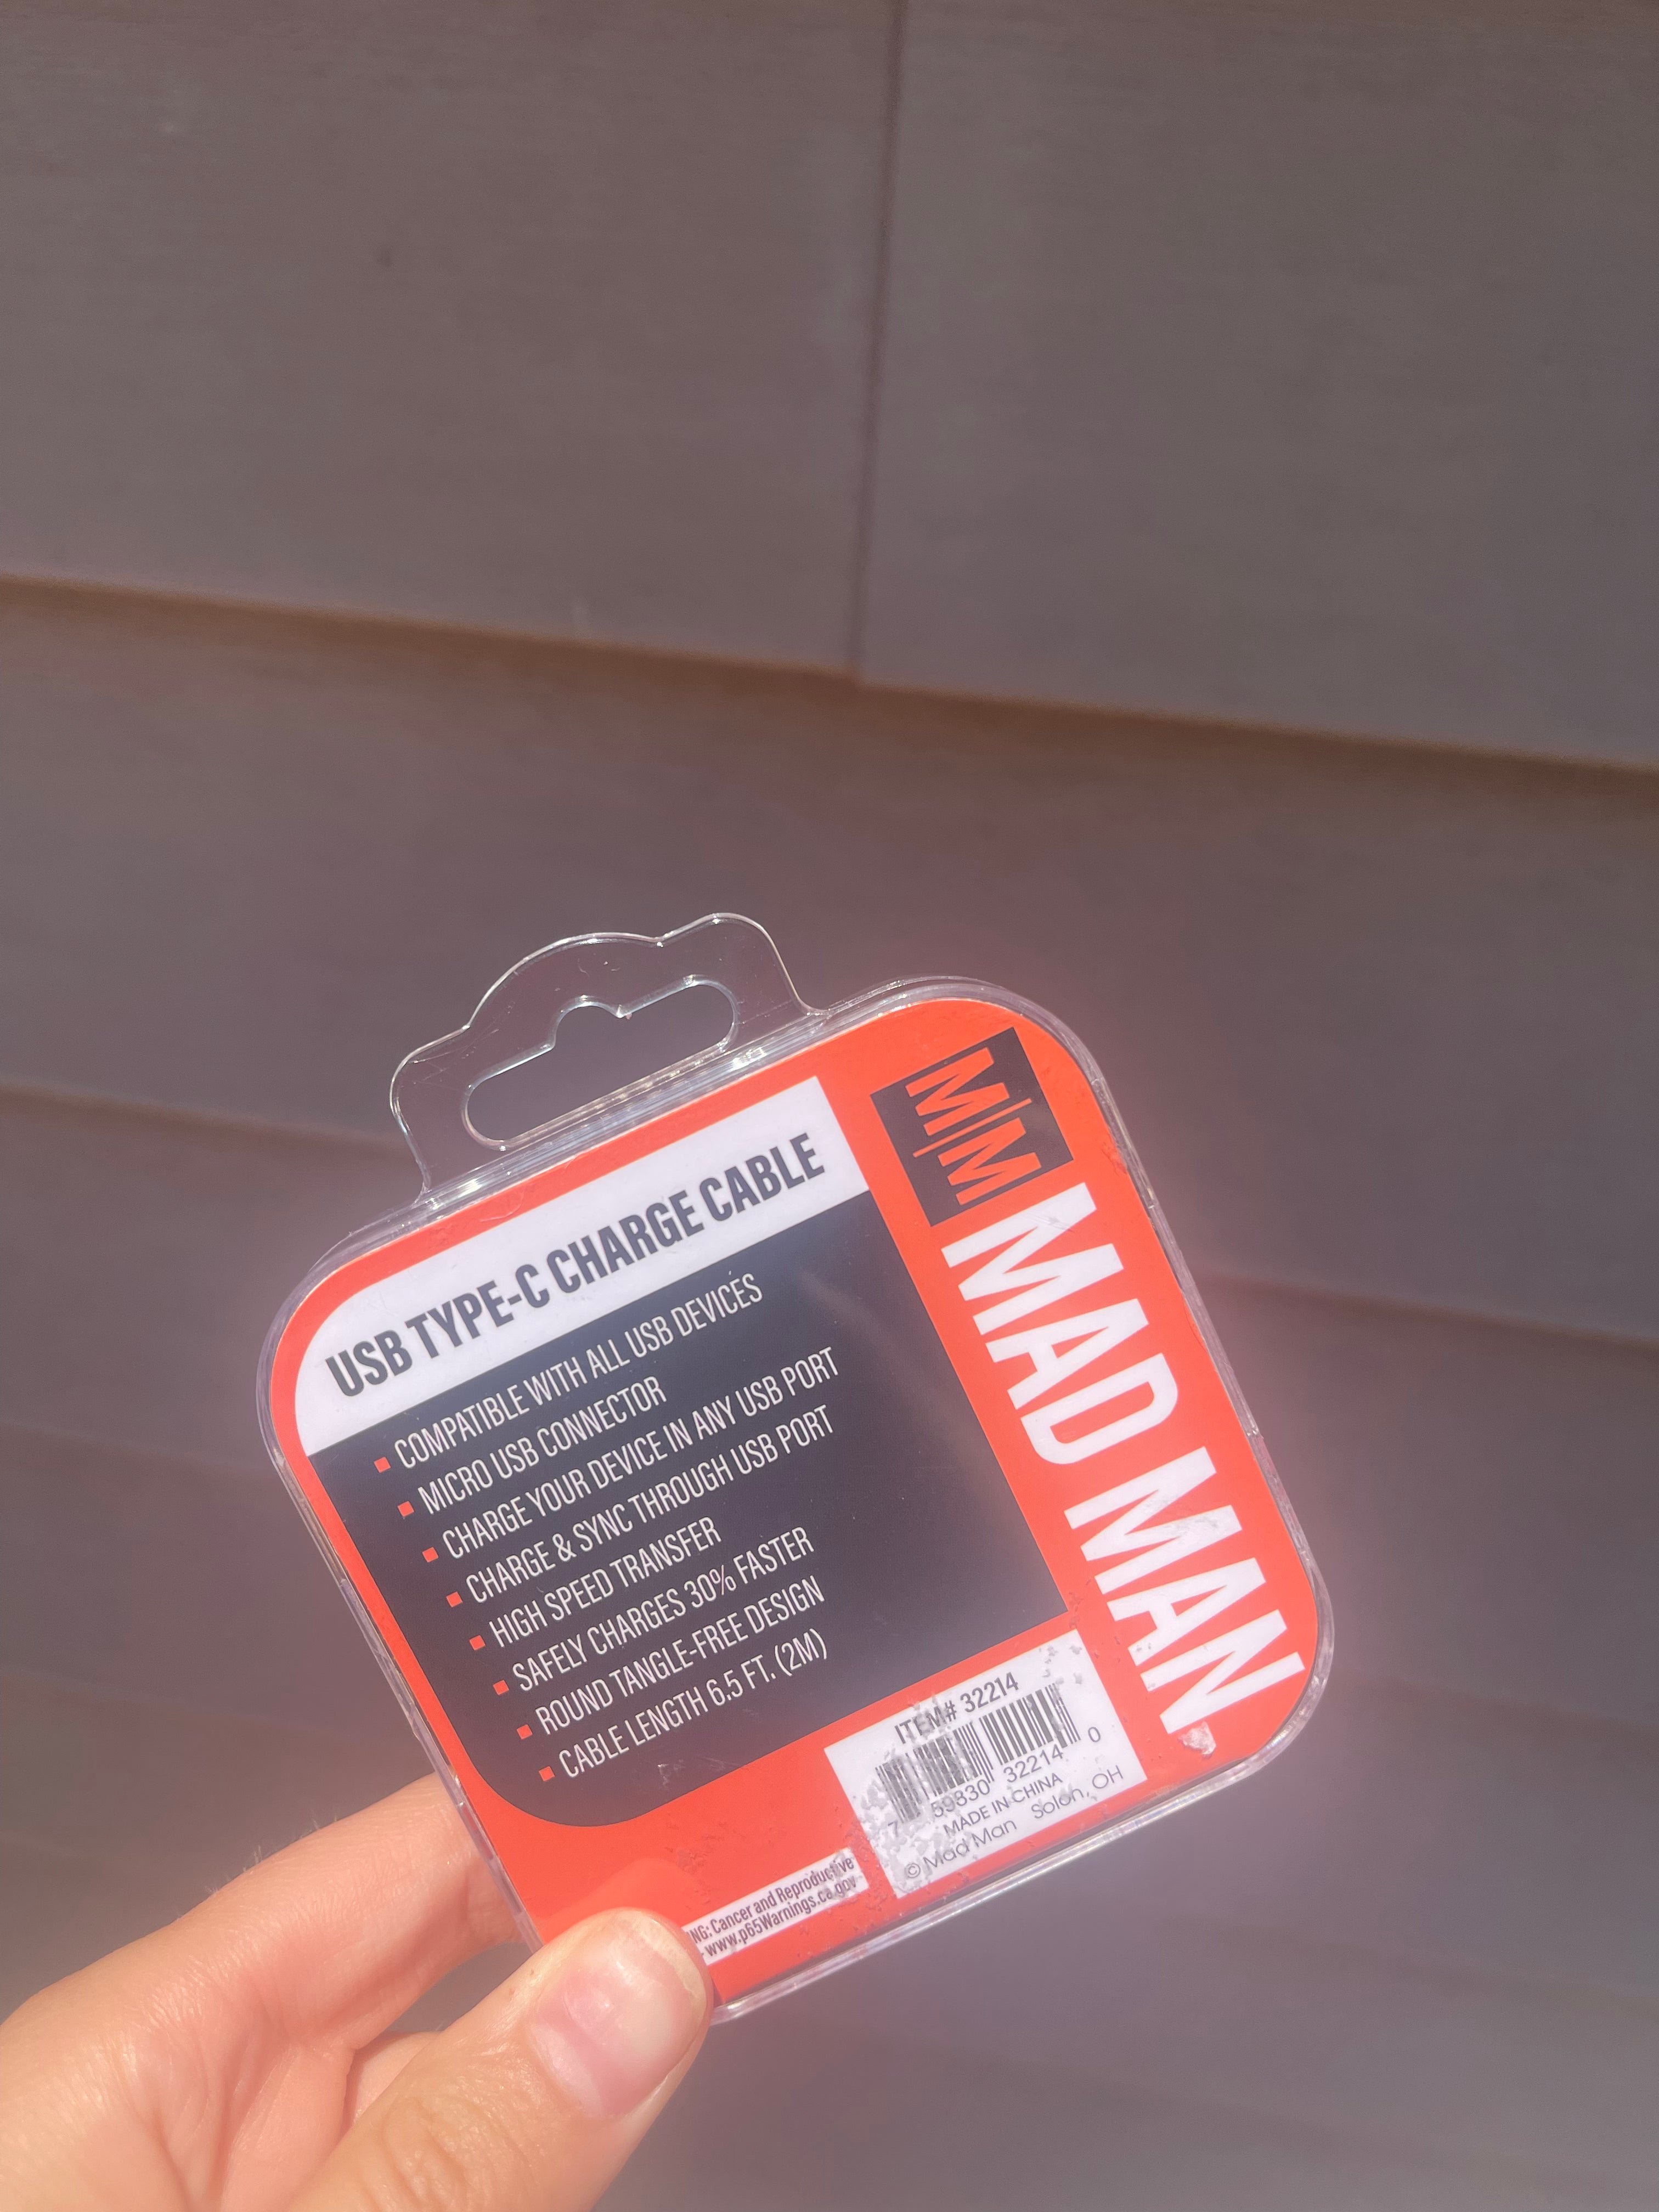 USB TYPE-C CHARGE CABLE
COMPATIBLE WITH ALL USB DEVICES
MICRO USB CONNECTOR
CHARGE YOUR DEVICE IN ANY USB PORT
CHARGE & SYNC THROUGH USB PORT
HIGH SPEED TRANSFER
SAFELY CHARGES 30% FASTER
ROUND TANGLE-FREE DESIGN
CABLE LENGTH 6.5 FT. (2M)
M|M
MAD MAN
ITEM# 32214
7 59830 32214 0
MADE IN CHINA
© Mad Man Solon, OH
NG: Cancer and Reproductive
- www.p65Warnings.ca.gov